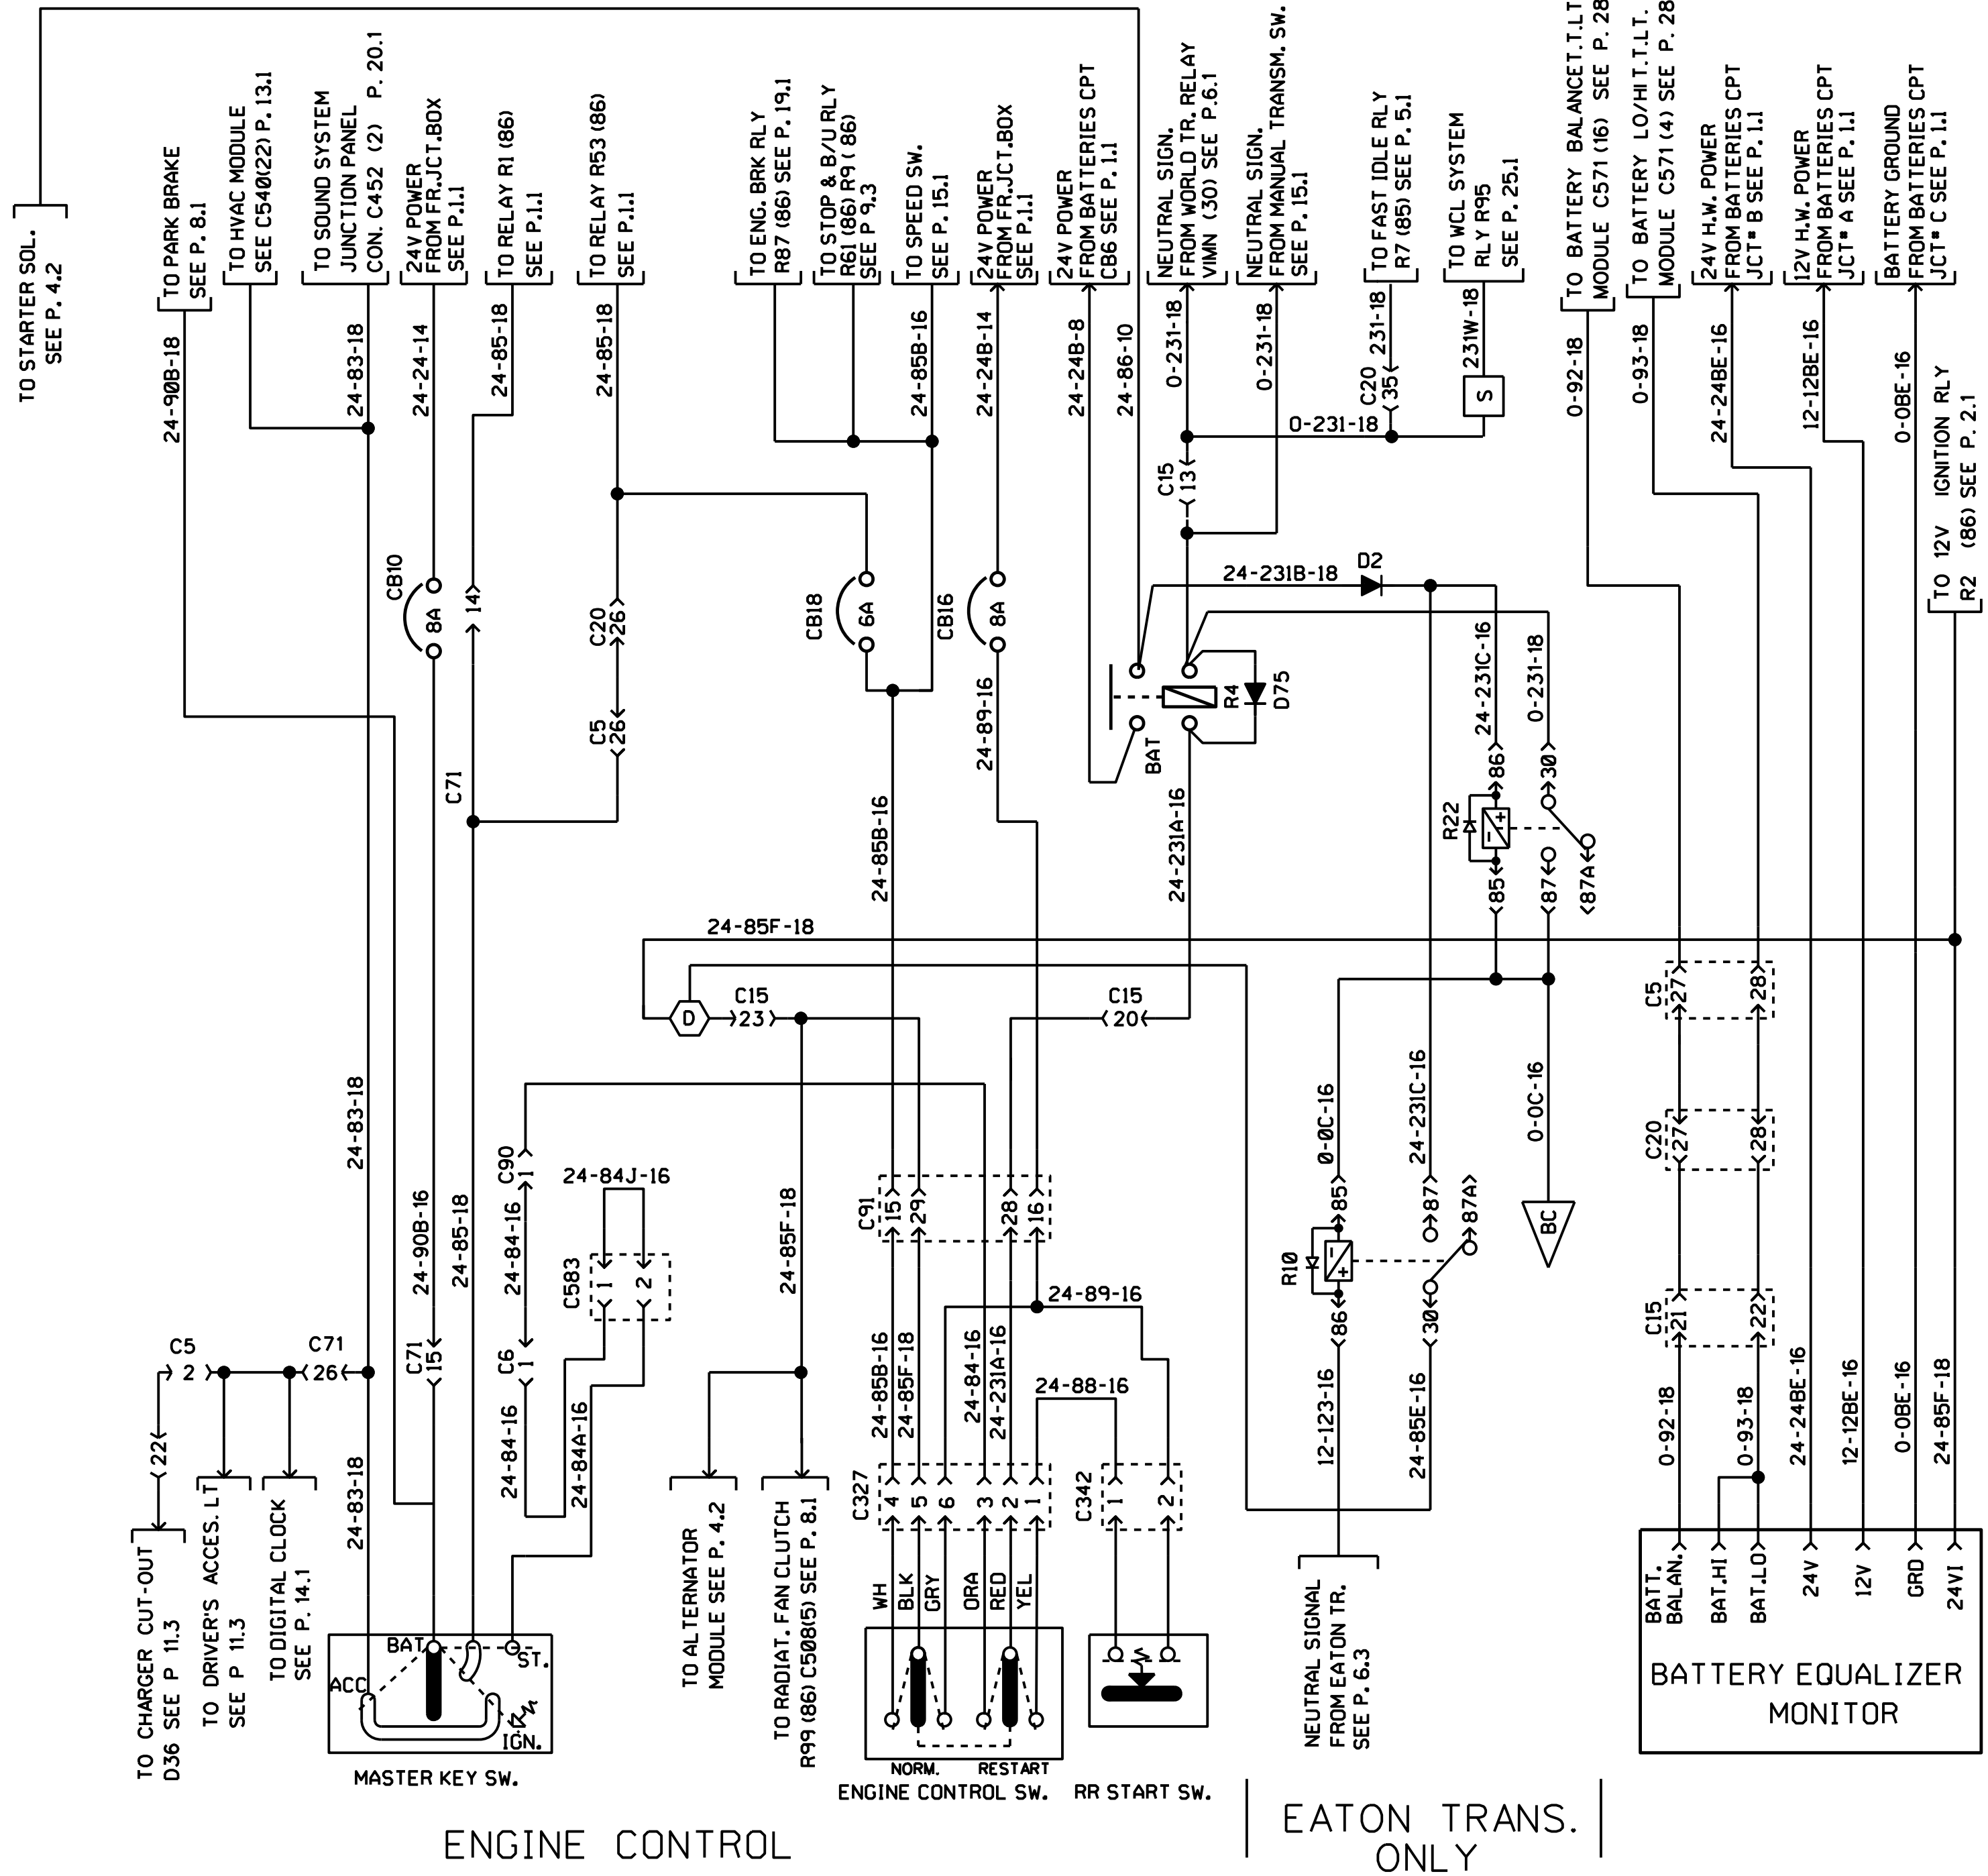 TO STARTER SOL.
SEE P. 4.2
TO PARK BRAKE
SEE P. 8.1
TO HVAC MODULE
SEE C540(22) P. 13.1
TO SOUND SYSTEM
JUNCTION PANEL
CON. C452 (2) P. 20.1
24V POWER
FROM FR.JCT.BOX
SEE P.1.1
TO RELAY R1 (86)
SEE P.1.1
TO RELAY R53 (86)
SEE P.1.1
TO ENG. BRK RLY
R87 (86) SEE P. 19.1
TO STOP & B/U RLY
R61 (86) R9 ( 86)
SEE P 9.3
TO SPEED SW.
SEE P. 15.1
24V POWER
FROM FR.JCT.BOX
SEE P.1.1
24V POWER
FROM BATTERIES CPT
CB6 SEE P. 1.1
NEUTRAL SIGN.
FROM WORLD TR. RELAY
VIMN (30) SEE P.6.1
NEUTRAL SIGN.
FROM MANUAL TRANSM. SW.
SEE P. 15.1
TO FAST IDLE RLY
R7 (85) SEE P. 5.1
TO WCL SYSTEM
RLY R95
SEE P. 25.1
TO BATTERY BALANCE T.LT
MODULE C571 (16) SEE P. 28
TO BATTERY LO/HI T.LT.
MODULE C571 (4) SEE P. 28
24V H.W. POWER
FROM BATTERIES CPT
JCT# B SEE P. 1.1
12V H.W. POWER
FROM BATTERIES CPT
JCT# A SEE P. 1.1
BATTERY GROUND
FROM BATTERIES CPT
JCT# C SEE P. 1.1
TO 12V IGNITION RLY
R2 (86) SEE P. 2.1
24-90B-18
24-83-18
24-24-14
24-85-18
24-85-18
24-85B-16
24-24B-14
24-24B-8
24-86-10
0-231-18
0-231-18
231-18
231W-18
C20
35
S
0-231-18
0-92-18
0-93-18
24-24BE-16
12-12BE-16
0-0BE-16
C15
13
CB10
8A
14
C20
26
C5
26
C71
CB18
6A
CB16
8A
24-89-16
24-231B-18
D2
R4
D75
BAT
24-231C-16
0-231-18
R22
86
30
85
87
87A
24-85B-16
24-231A-16
24-85F-18
D
C15
23
C15
20
C5
27
28
24-83-18
24-90B-16
24-85-18
C90
1
24-84-16
24-84J-16
C583
1
2
24-85F-18
C91
15
29
28
16
0-0C-16
24-231C-16
0-0C-16
BC
C20
27
28
R10
85
87
87A
86
30
C15
21
22
C5
2
C71
26
C71
15
C6
1
24-89-16
24-85B-16
24-85F-18
24-84-16
24-231A-16
24-88-16
22
24-83-18
24-84-16
24-84A-16
12-123-16
24-85E-16
0-92-18
0-93-18
24-24BE-16
12-12BE-16
0-0BE-16
24-85F-18
C327
4
5
6
3
2
1
C342
1
2
TO CHARGER CUT-OUT
D36 SEE P 11.3
TO DRIVER'S ACCES. LT
SEE P 11.3
TO DIGITAL CLOCK
SEE P. 14.1
TO ALTERNATOR
MODULE SEE P. 4.2
TO RADIAT. FAN CLUTCH
R99 (86) C508(5) SEE P. 8.1
WH
BLK
GRY
ORA
RED
YEL
NEUTRAL SIGNAL
FROM EATON TR.
SEE P. 6.3
BATT.
BALAN.
BAT.HI
BAT.LO
24V
12V
GRD
24VI
BATTERY EQUALIZER
MONITOR
BAT
ST.
ACC
IGN.
MASTER KEY SW.
NORM.
RESTART
ENGINE CONTROL SW.
RR START SW.
ENGINE CONTROL
EATON TRANS.
ONLY